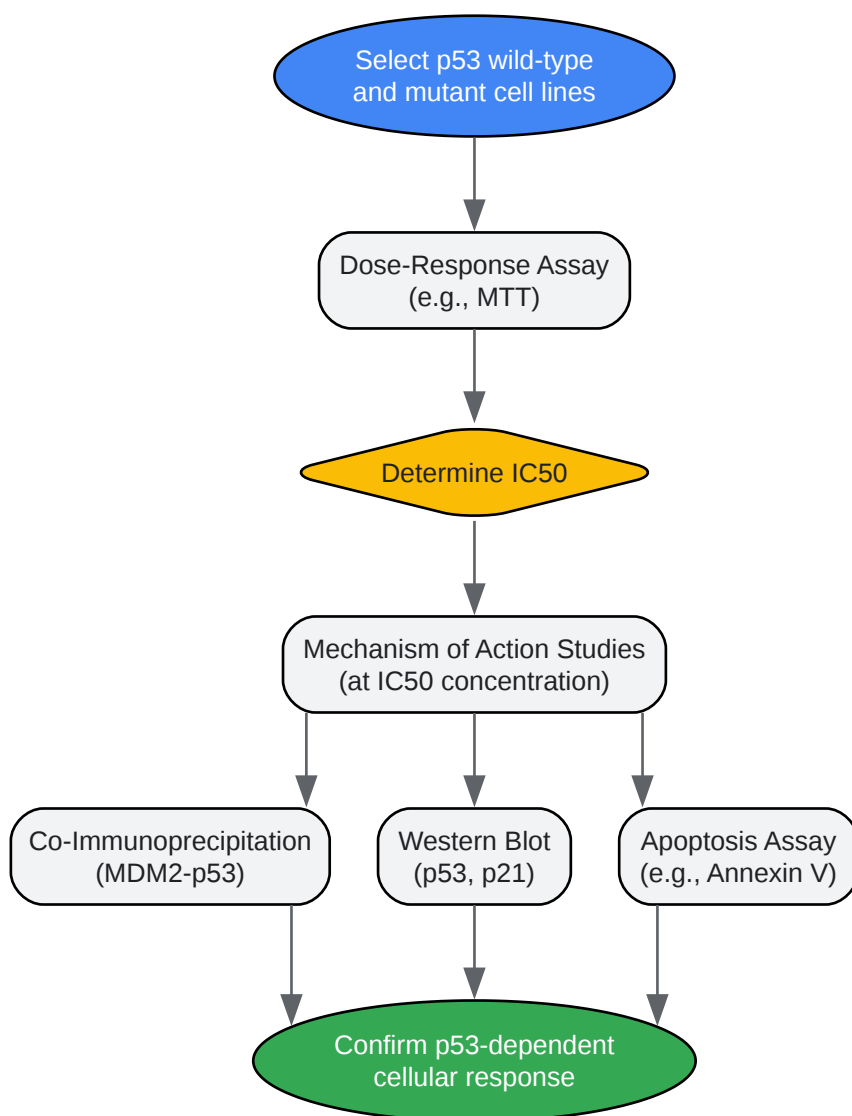 Select p53 wild-type
and mutant cell lines
Dose-Response Assay
(e.g., MTT)
Determine IC50
Mechanism of Action Studies
(at IC50 concentration)
Co-Immunoprecipitation
(MDM2-p53)
Western Blot
(p53, p21)
Apoptosis Assay
(e.g., Annexin V)
Confirm p53-dependent
cellular response